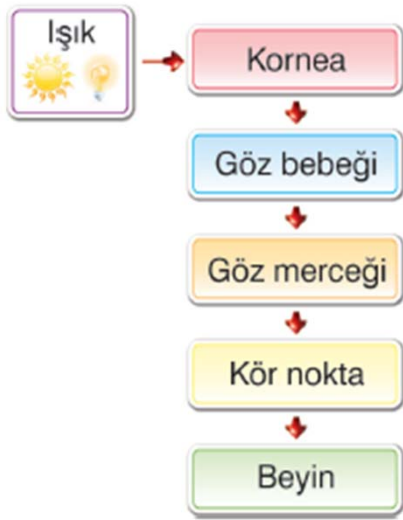 Işık
Kornea
Göz bebeği
Göz merceği
Kör nokta
Beyin